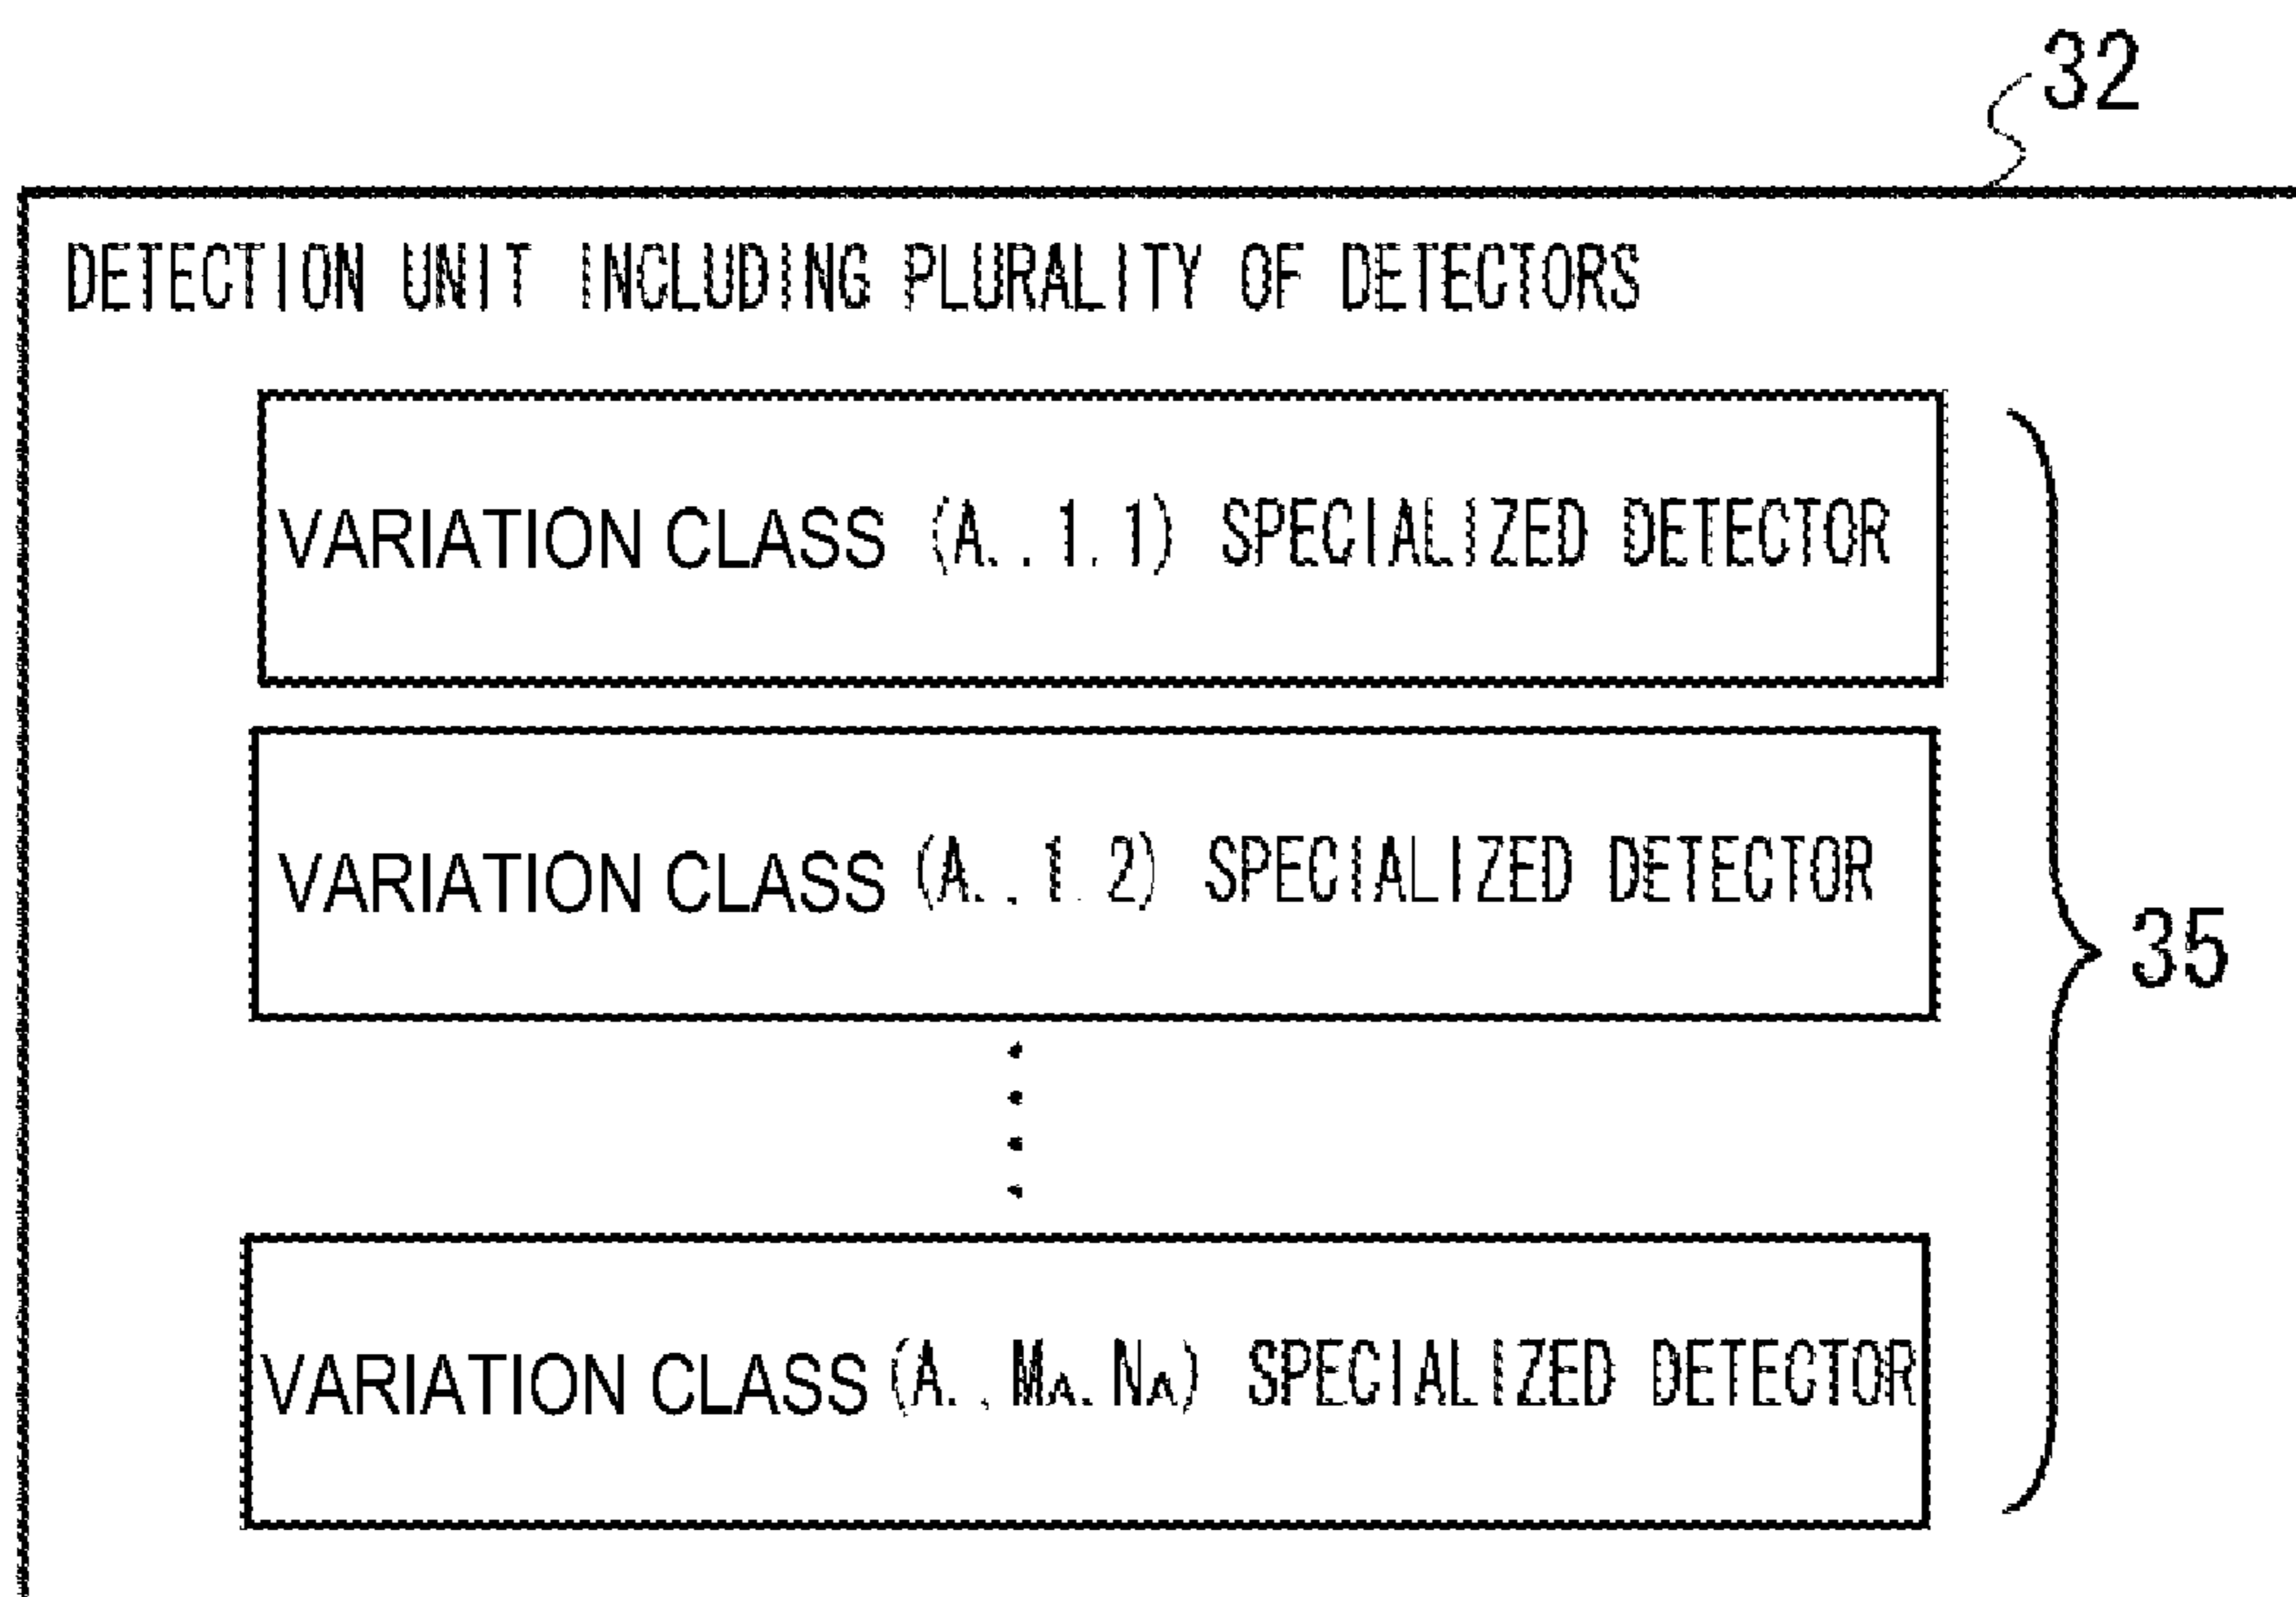 32
DETECTION UNIT INCLUDING PLURALITY OF DETECTORS
VARIATION CLASS (A..1.1) SPECIALIZED DETECTOR
VARIATION CLASS (A..1.2) SPECIALIZED DETECTOR
35
VARIATION CLASS (A..MA.NA) SPECIALIZED DETECTOR